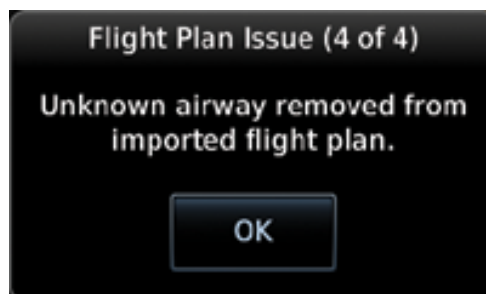 Flight Plan Issue (4 of 4)
Unknown airway removed from
imported flight plan.
OK